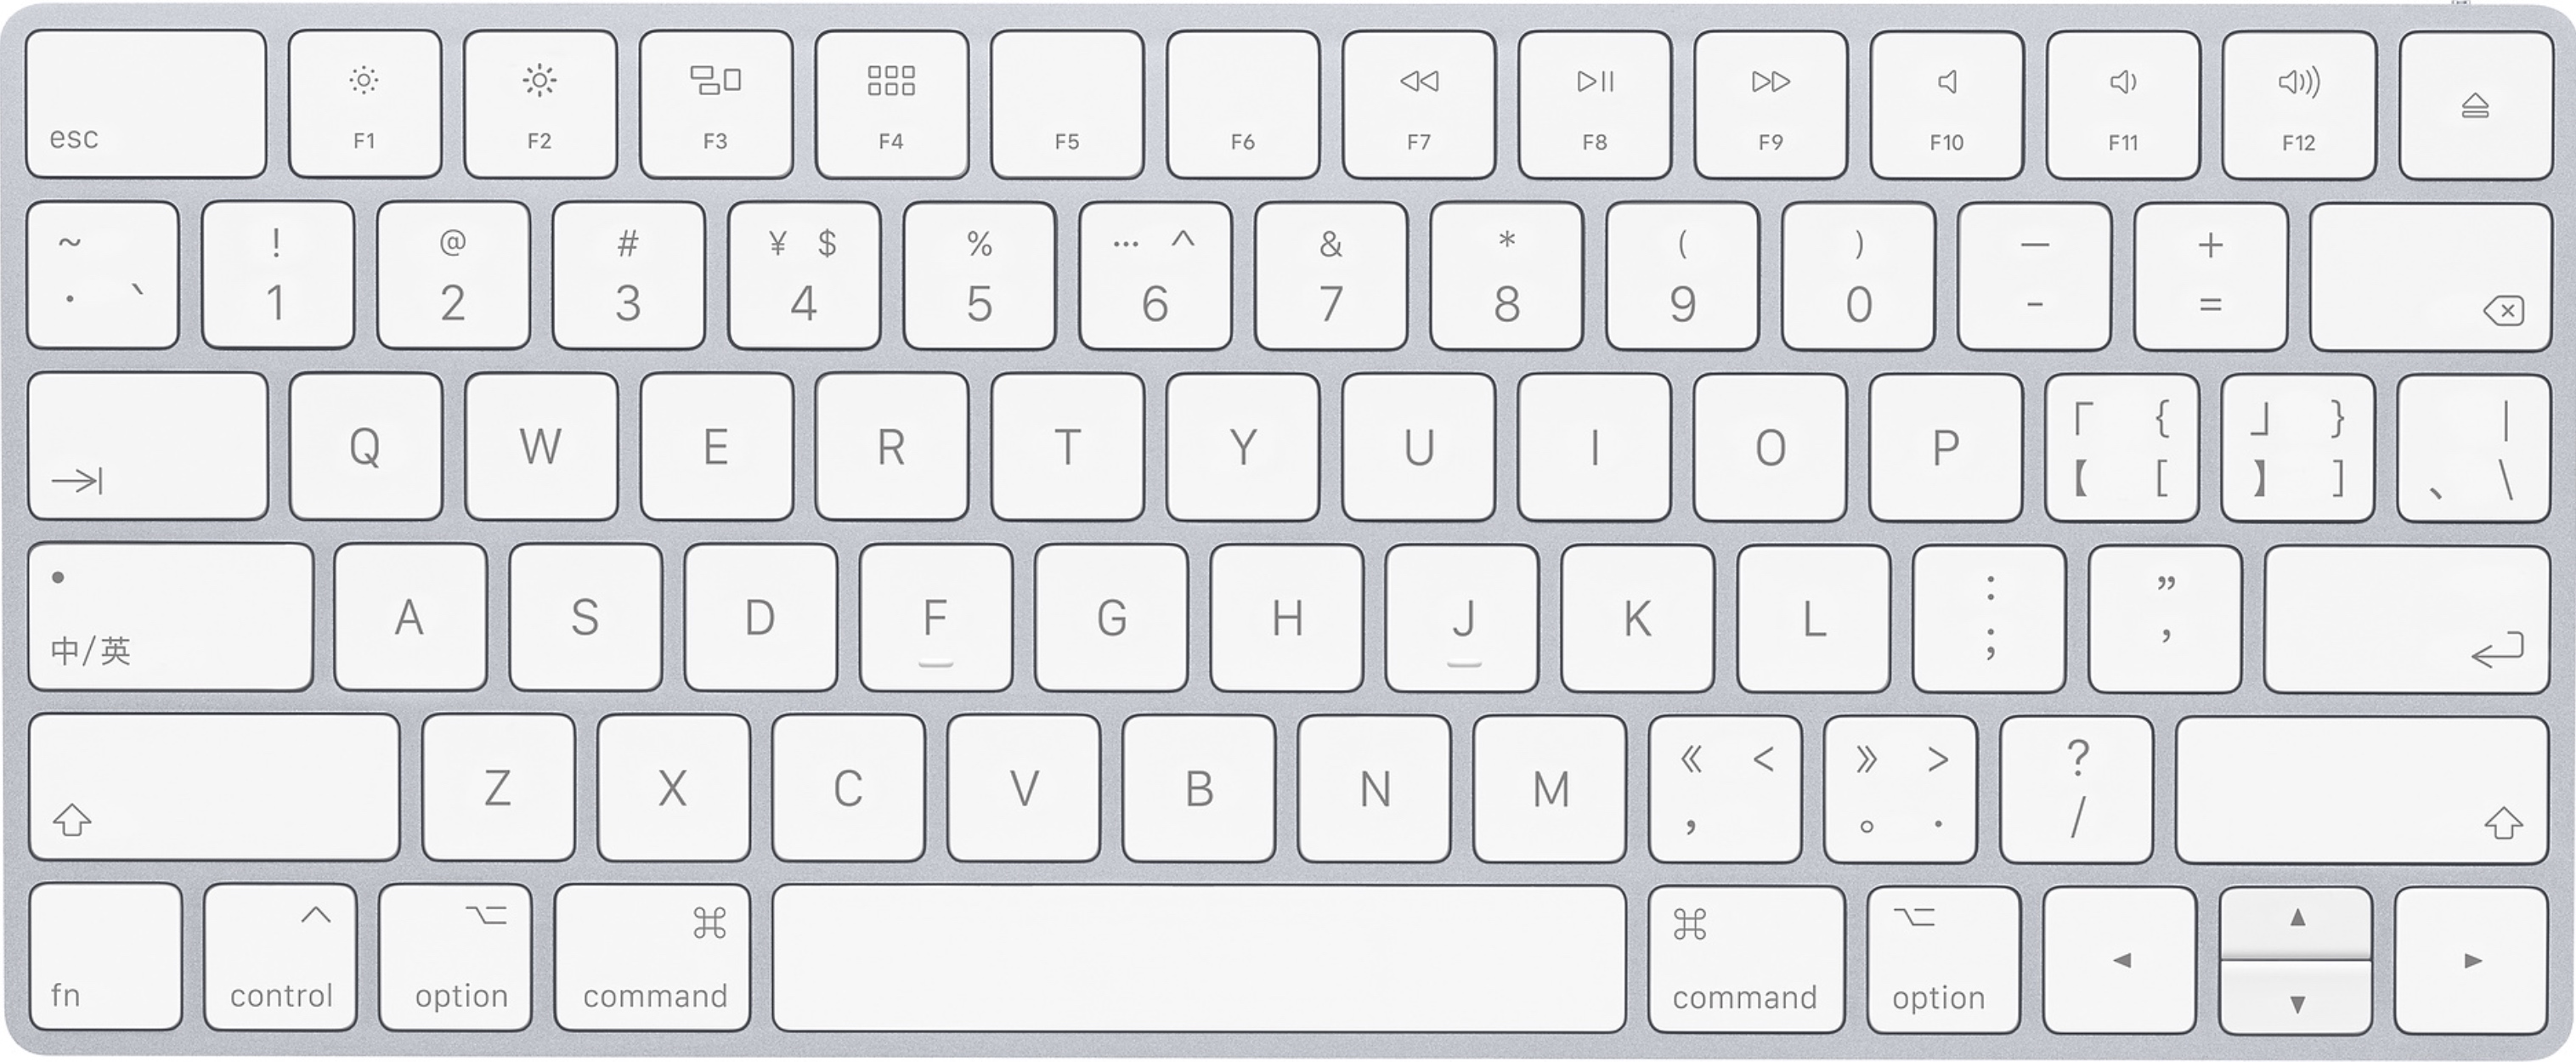 esc F1 F2 F3 F4 F5 F6 F7 F8 F9 F10 F11 F12
~ ! @ # ¥ $ % … ^ & * ( ) — +
· ` 1 2 3 4 5 6 7 8 9 0 - =
「 { 」 } |
Q W E R T Y U I O P
【 [ 】 ] 、 \
: ”
A S D F G H J K L
中/英 ; ’
« < » > ?
Z X C V B N M
, 。 . /
fn control option command command option